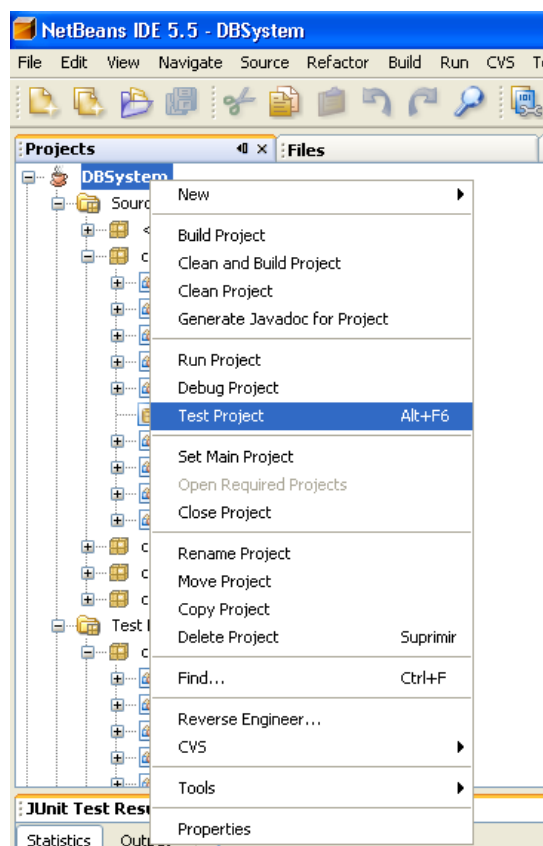 NetBeans IDE 5.5 - DBSystem
File Edit View Navigate Source Refactor Build Run CVS
Projects Files
DBSystem
New
Build Project
Clean and Build Project
Clean Project
Generate Javadoc for Project
Run Project
Debug Project
Test Project Alt+F6
Set Main Project
Open Required Projects
Close Project
Rename Project
Move Project
Copy Project
Delete Project Suprimir
Find... Ctrl+F
Reverse Engineer...
CVS
Tools
Properties
JUnit Test
Statistics